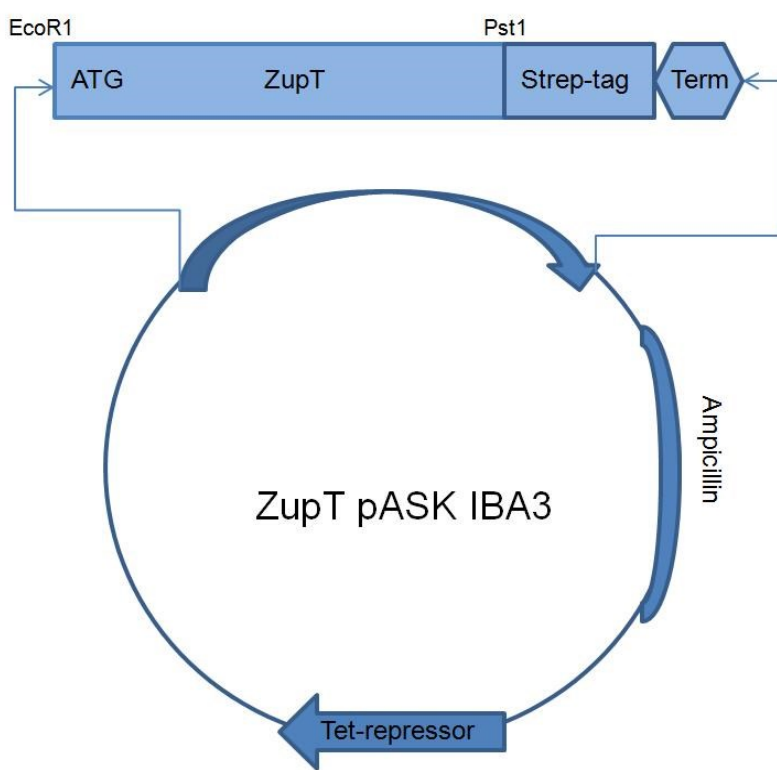 EcoR1
Pst1
ATG ZupT Strep-tag Term
Ampicillin
ZupT pASK IBA3
Tet-repressor